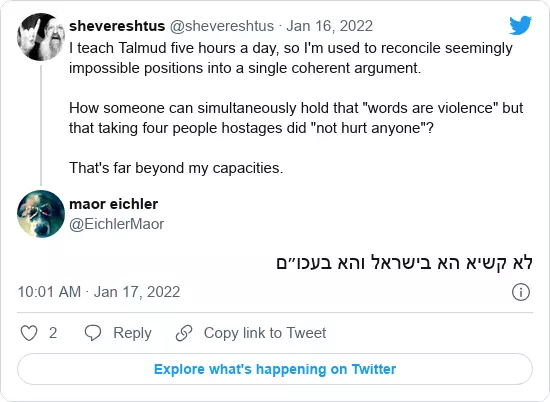 shevereshtus @shevereshtus · Jan 16, 2022
I teach Talmud five hours a day, so I'm used to reconcile seemingly
impossible positions into a single coherent argument.
How someone can simultaneously hold that "words are violence" but
that taking four people hostages did "not hurt anyone"?
That's far beyond my capacities.
maor eichler
@EichlerMaor
לא קשיא הא בישראל והא בעכו״ם
10:01 AM · Jan 17, 2022
2 Reply Copy link to Tweet
Explore what's happening on Twitter